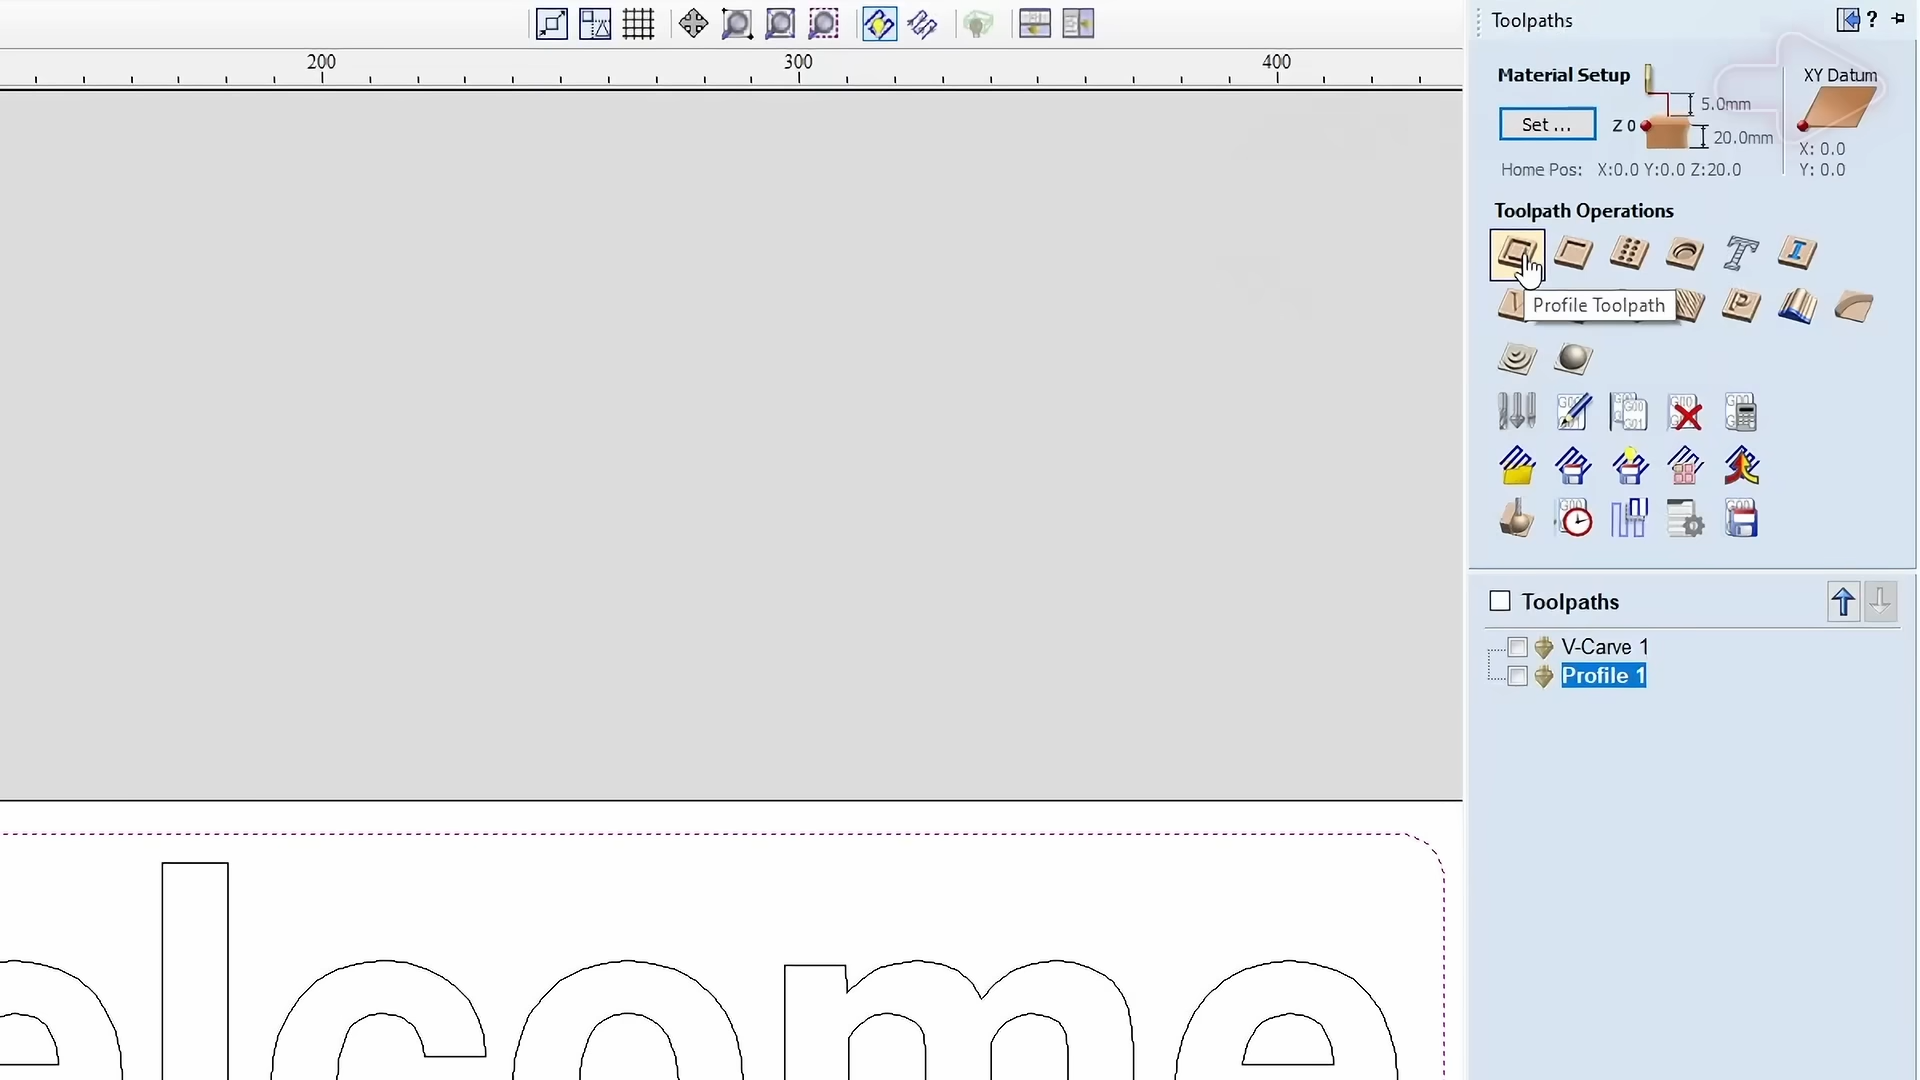 Toolpaths
200
300
400
Material Setup
XY Datum
5.0mm
Set ...
Z 0
20.0mm
X: 0.0
Home Pos: X:0.0 Y:0.0 Z:20.0
Y: 0.0
Toolpath Operations
Profile Toolpath
Toolpaths
V-Carve 1
Profile 1
elcome